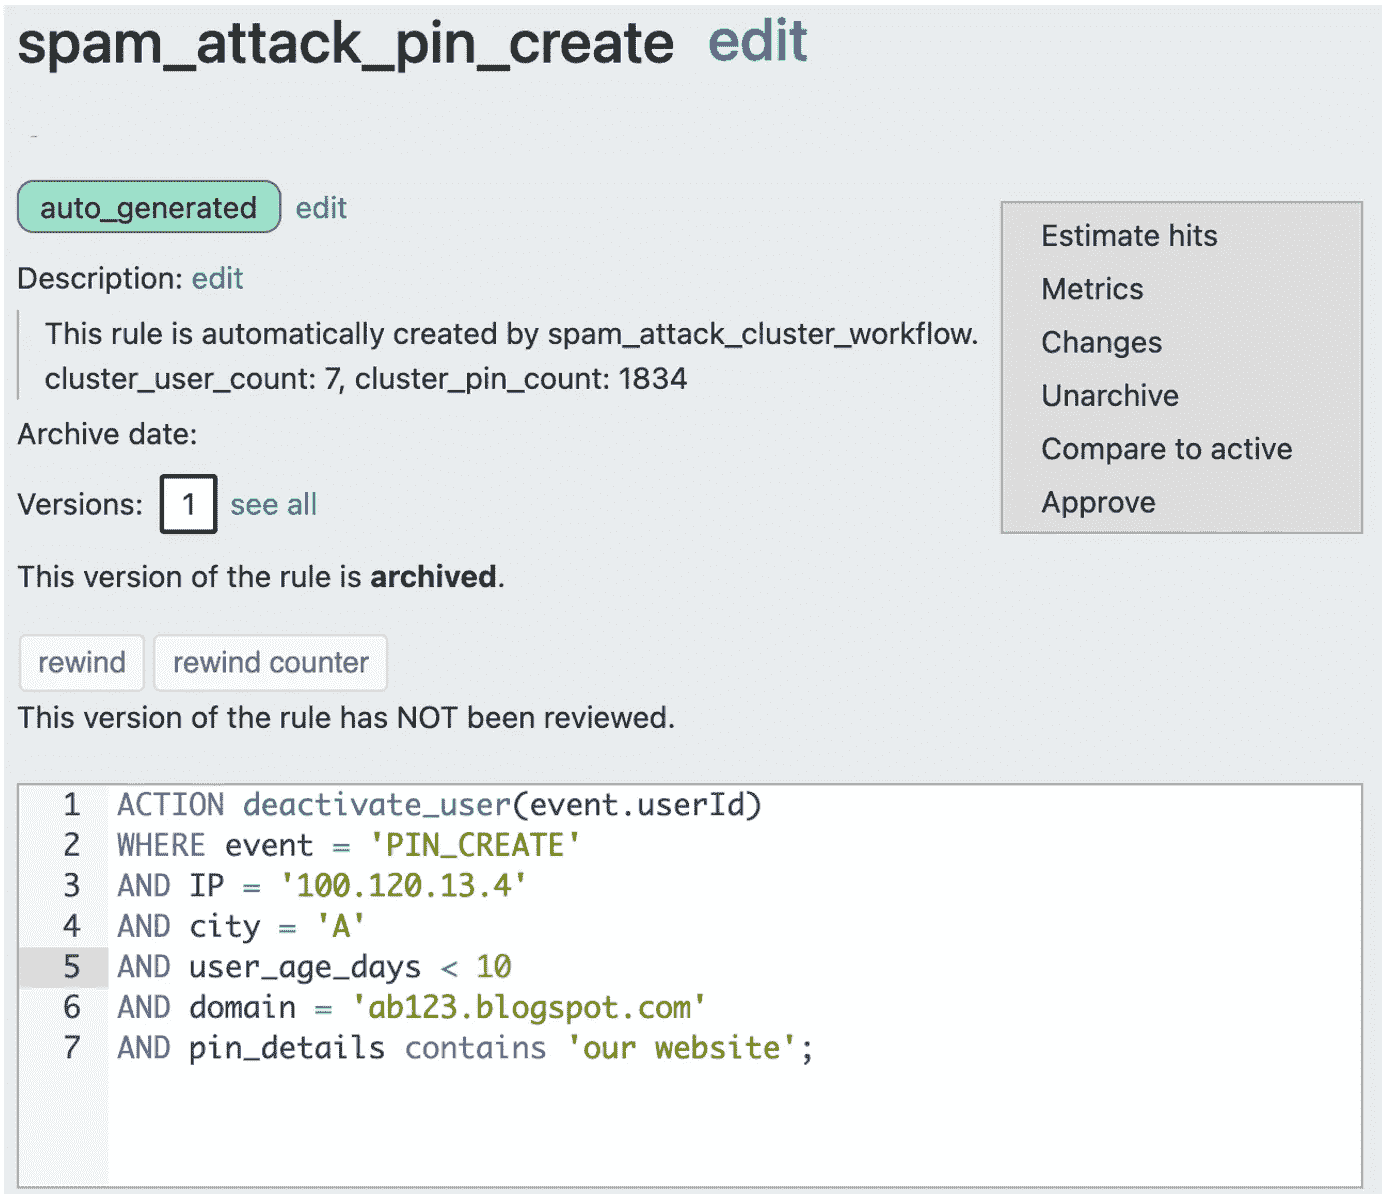 spam_attack_pin_create edit
-
auto_generated edit
Description: edit
This rule is automatically created by spam_attack_cluster_workflow.
cluster_user_count: 7, cluster_pin_count: 1834
Archive date:
Versions: 1 see all
This version of the rule is archived.
rewind rewind counter
This version of the rule has NOT been reviewed.
Estimate hits
Metrics
Changes
Unarchive
Compare to active
Approve
1 ACTION deactivate_user(event.userId)
2 WHERE event = 'PIN_CREATE'
3 AND IP = '100.120.13.4'
4 AND city = 'A'
5 AND user_age_days < 10
6 AND domain = 'ab123.blogspot.com'
7 AND pin_details contains 'our website';